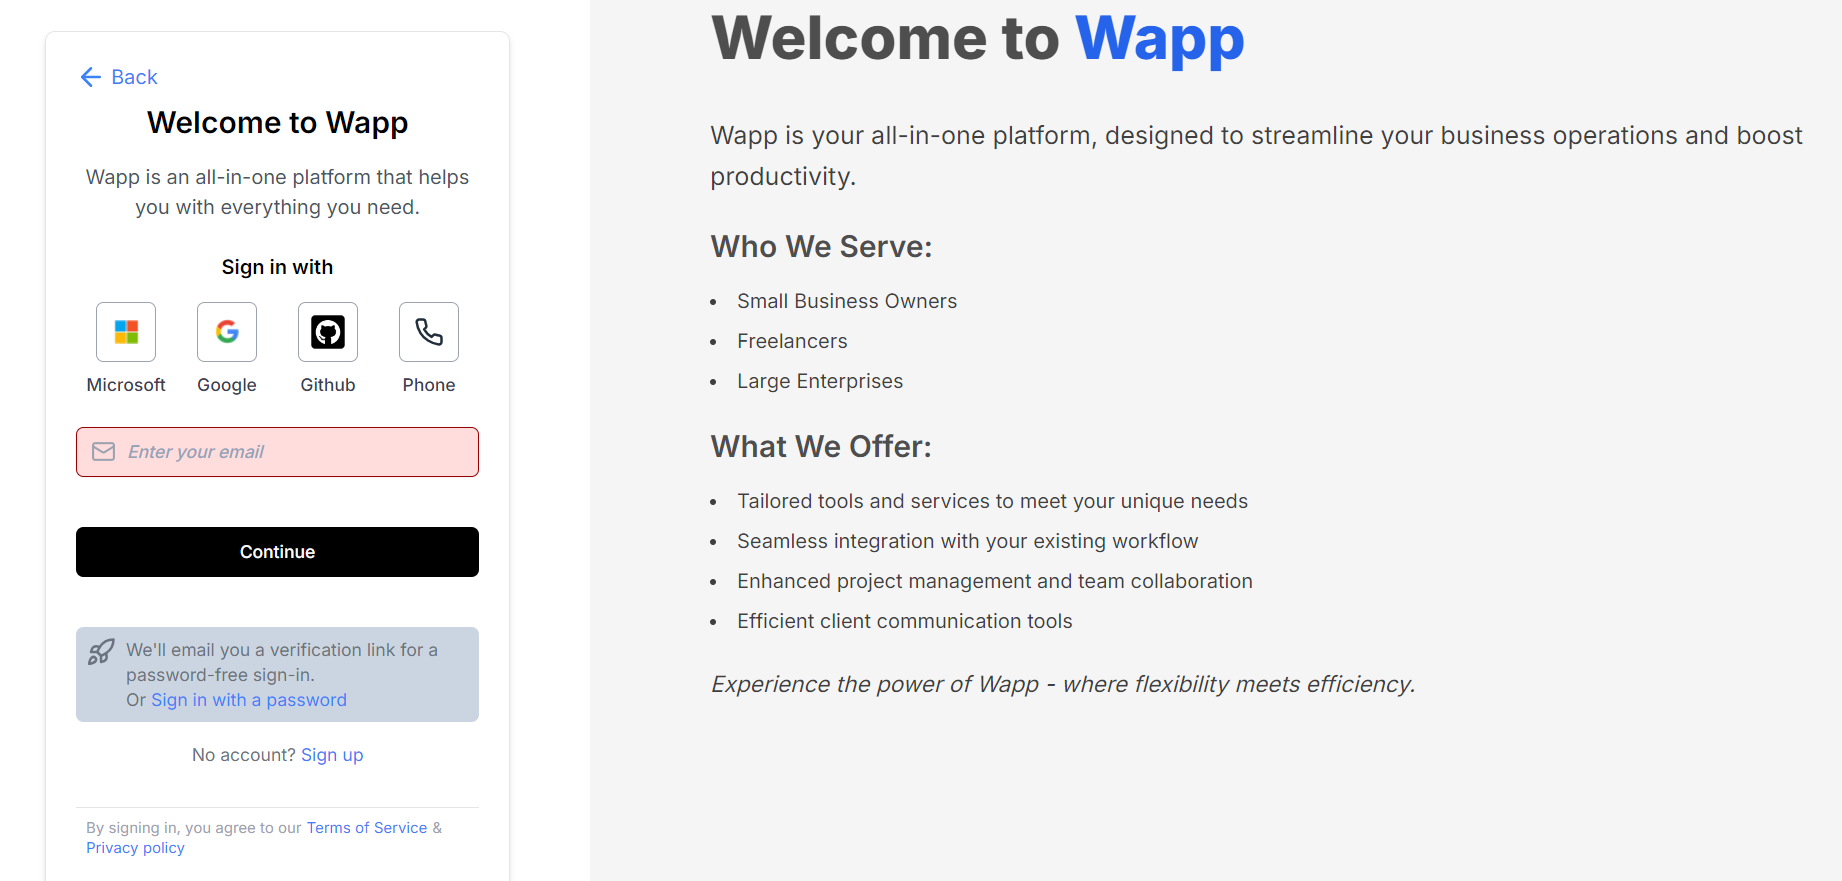 Back
Welcome to Wapp
Wapp is an all-in-one platform that helps
you with everything you need.
Sign in with
Microsoft
Google
Github
Phone
Enter your email
Continue
We'll email you a verification link for a
password-free sign-in.
Or Sign in with a password
No account? Sign up
By signing in, you agree to our Terms of Service &
Privacy policy
Welcome to Wapp
Wapp is your all-in-one platform, designed to streamline your business operations and boost
productivity.
Who We Serve:
• Small Business Owners
• Freelancers
• Large Enterprises
What We Offer:
• Tailored tools and services to meet your unique needs
• Seamless integration with your existing workflow
• Enhanced project management and team collaboration
• Efficient client communication tools
Experience the power of Wapp - where flexibility meets efficiency.